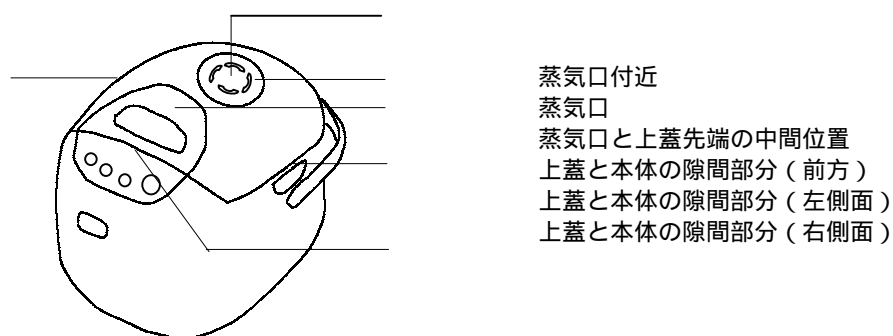 蒸気口付近
蒸気口
蒸気口と上蓋先端の中間位置
上蓋と本体の隙間部分(前方)
上蓋と本体の隙間部分(左側面)
上蓋と本体の隙間部分(右側面)